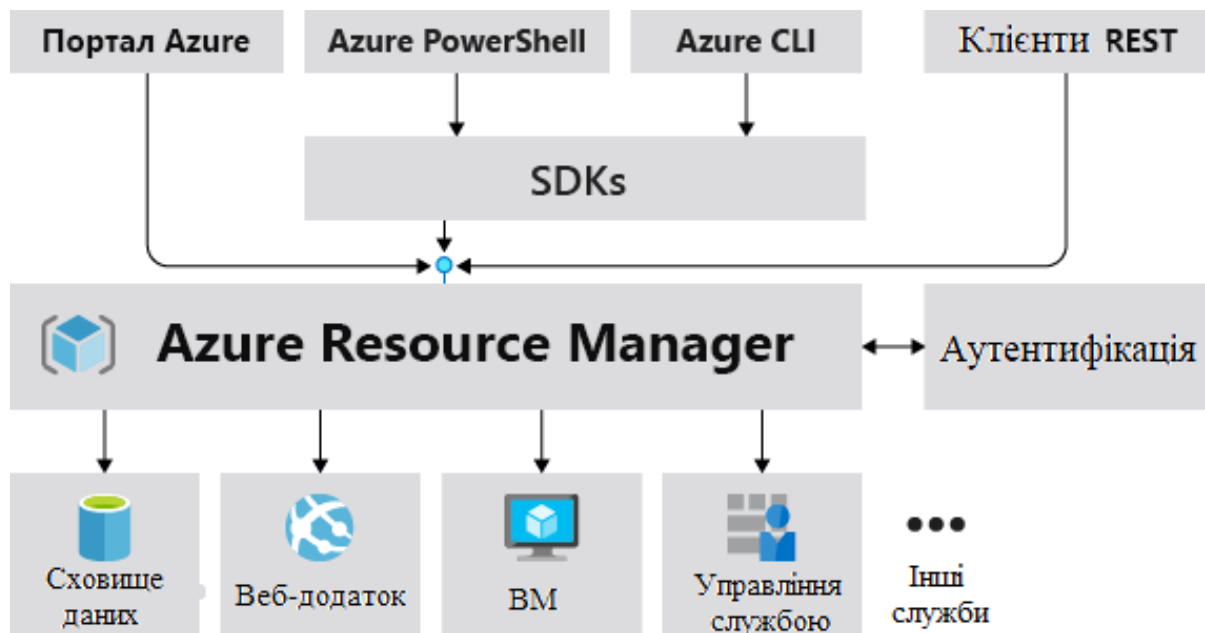 Портал Azure
Azure PowerShell
Azure CLI
Клієнти REST
SDKs
Azure Resource Manager
Аутентифікація
Сховище
даних
Веб-додаток
ВМ
Управління
службою
Інші
служби